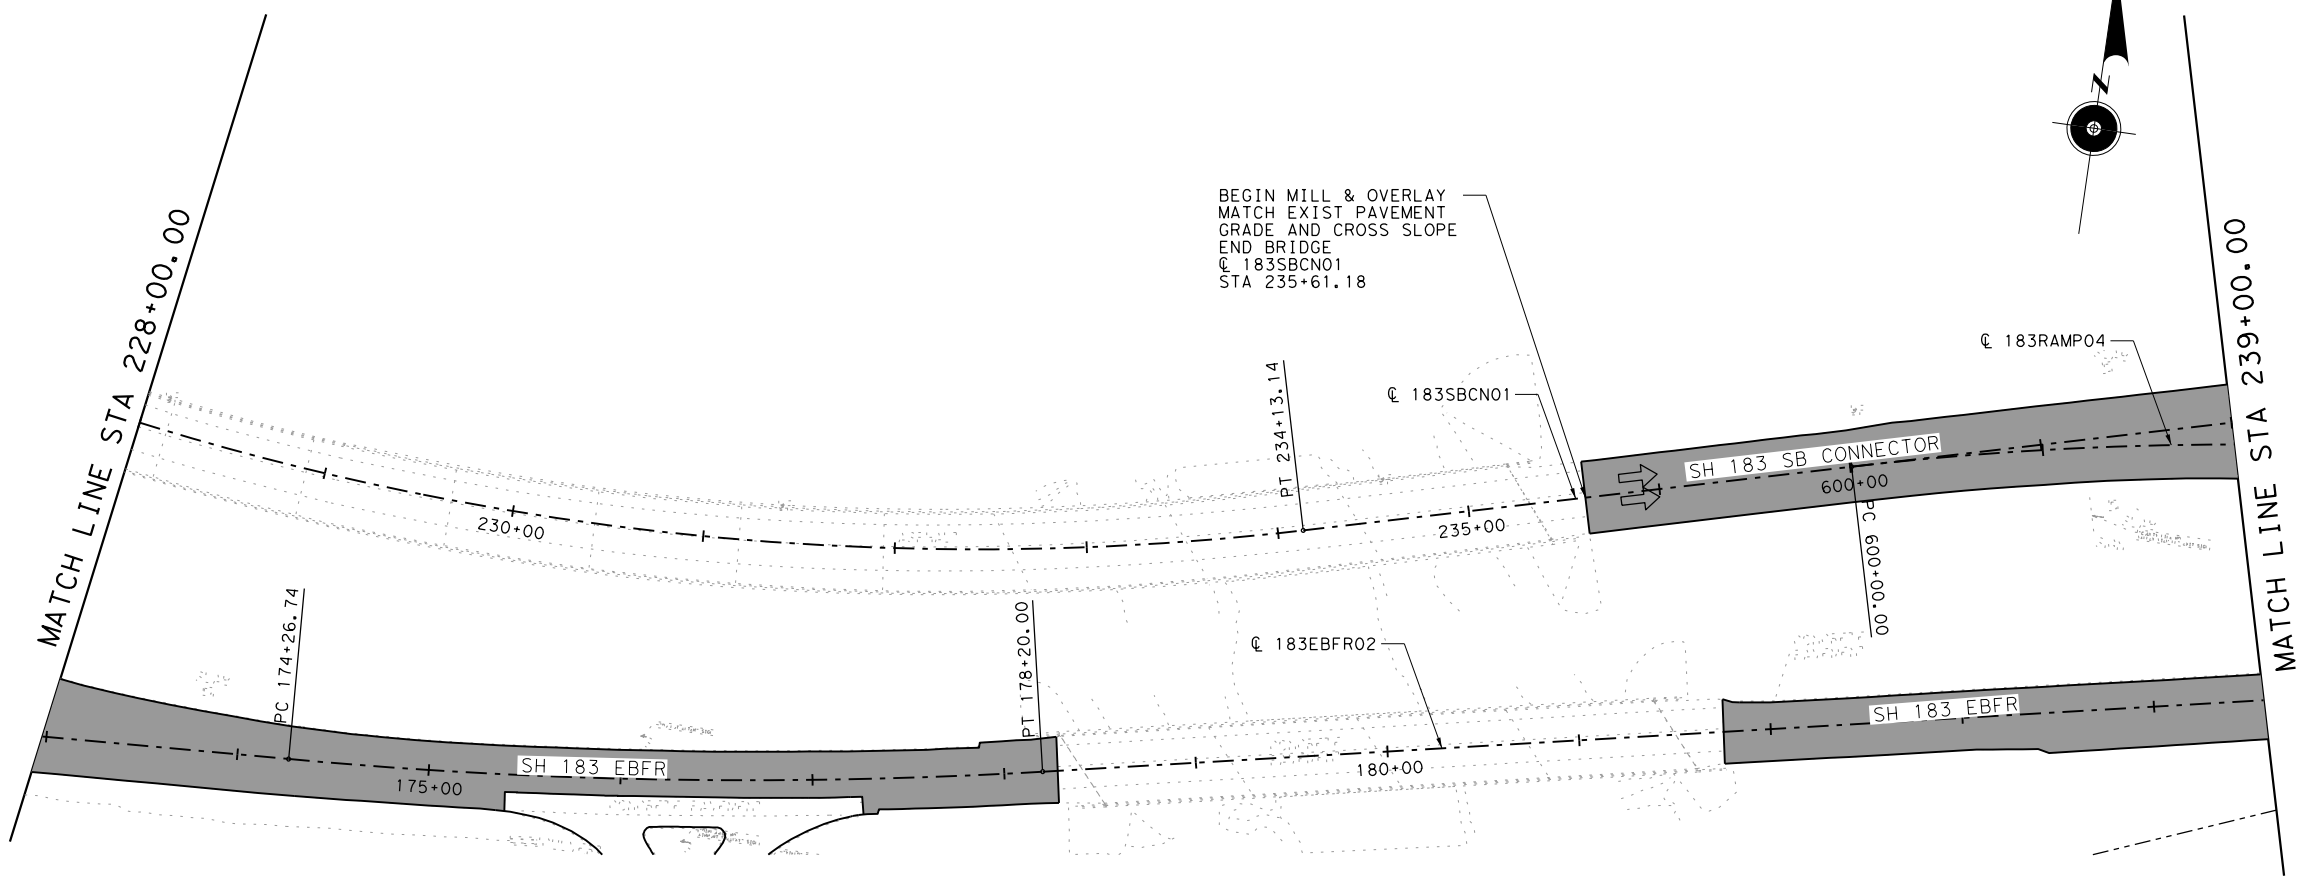 MATCH LINE STA 228+00.00
N
BEGIN MILL & OVERLAY
MATCH EXIST PAVEMENT
GRADE AND CROSS SLOPE
END BRIDGE
℄ 183SBCN01
STA 235+61.18
MATCH LINE STA 239+00.00
℄ 183RAMP04
PT 234+13.14
℄ 183SBCN01
SH 183 SB CONNECTOR
600+00
PC 600+00.00
230+00
235+00
PC 174+26.74
PT 178+20.00
℄ 183EBFR02
SH 183 EBFR
SH 183 EBFR
175+00
180+00